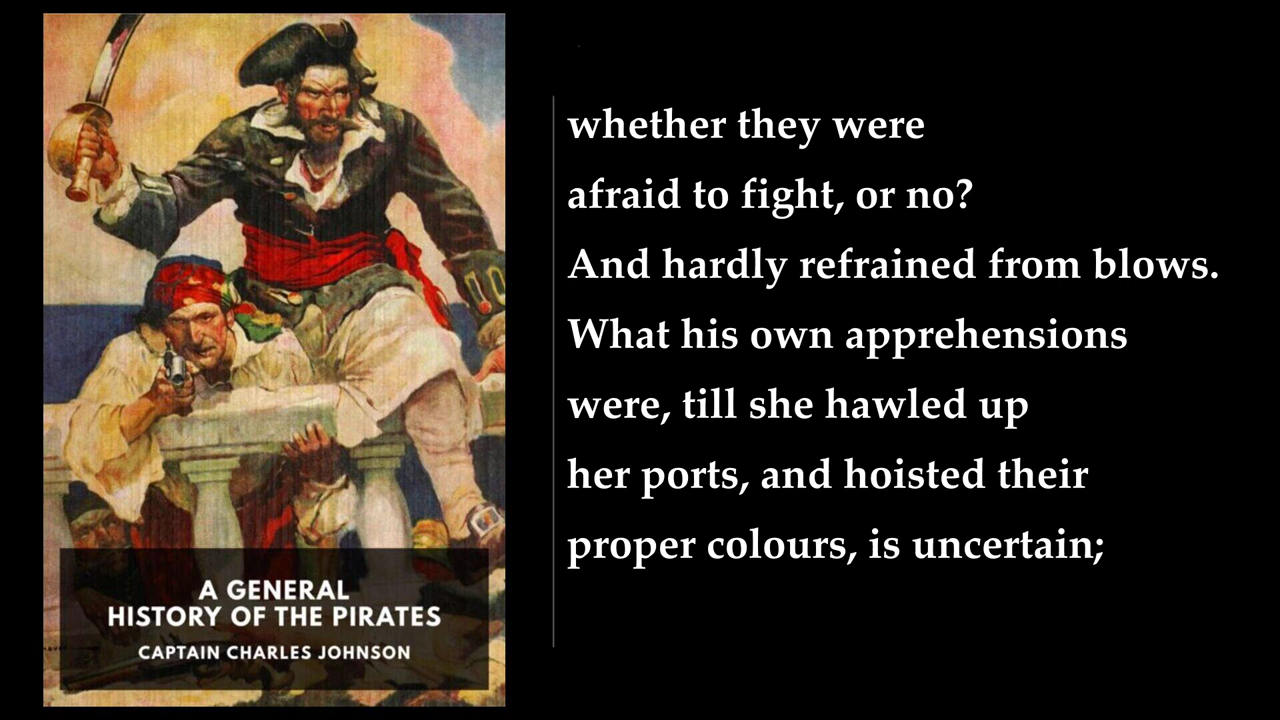 whether they were
afraid to fight, or no?
And hardly refrained from blows.
What his own apprehensions
were, till she hawled up
her ports, and hoisted their
proper colours, is uncertain;
A GENERAL
HISTORY OF THE PIRATES
CAPTAIN CHARLES JOHNSON